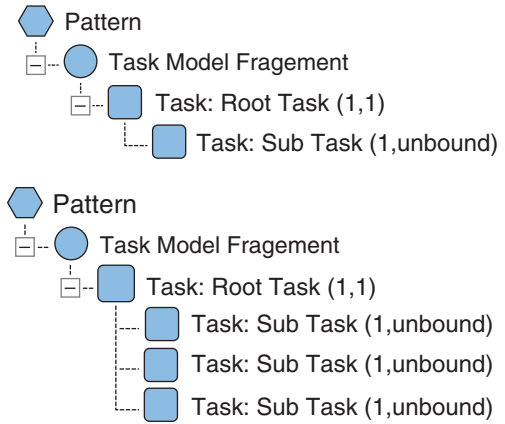 Pattern
Task Model Fragement
Task: Root Task (1,1)
Task: Sub Task (1,unbound)
Pattern
Task Model Fragement
Task: Root Task (1,1)
Task: Sub Task (1,unbound)
Task: Sub Task (1,unbound)
Task: Sub Task (1,unbound)